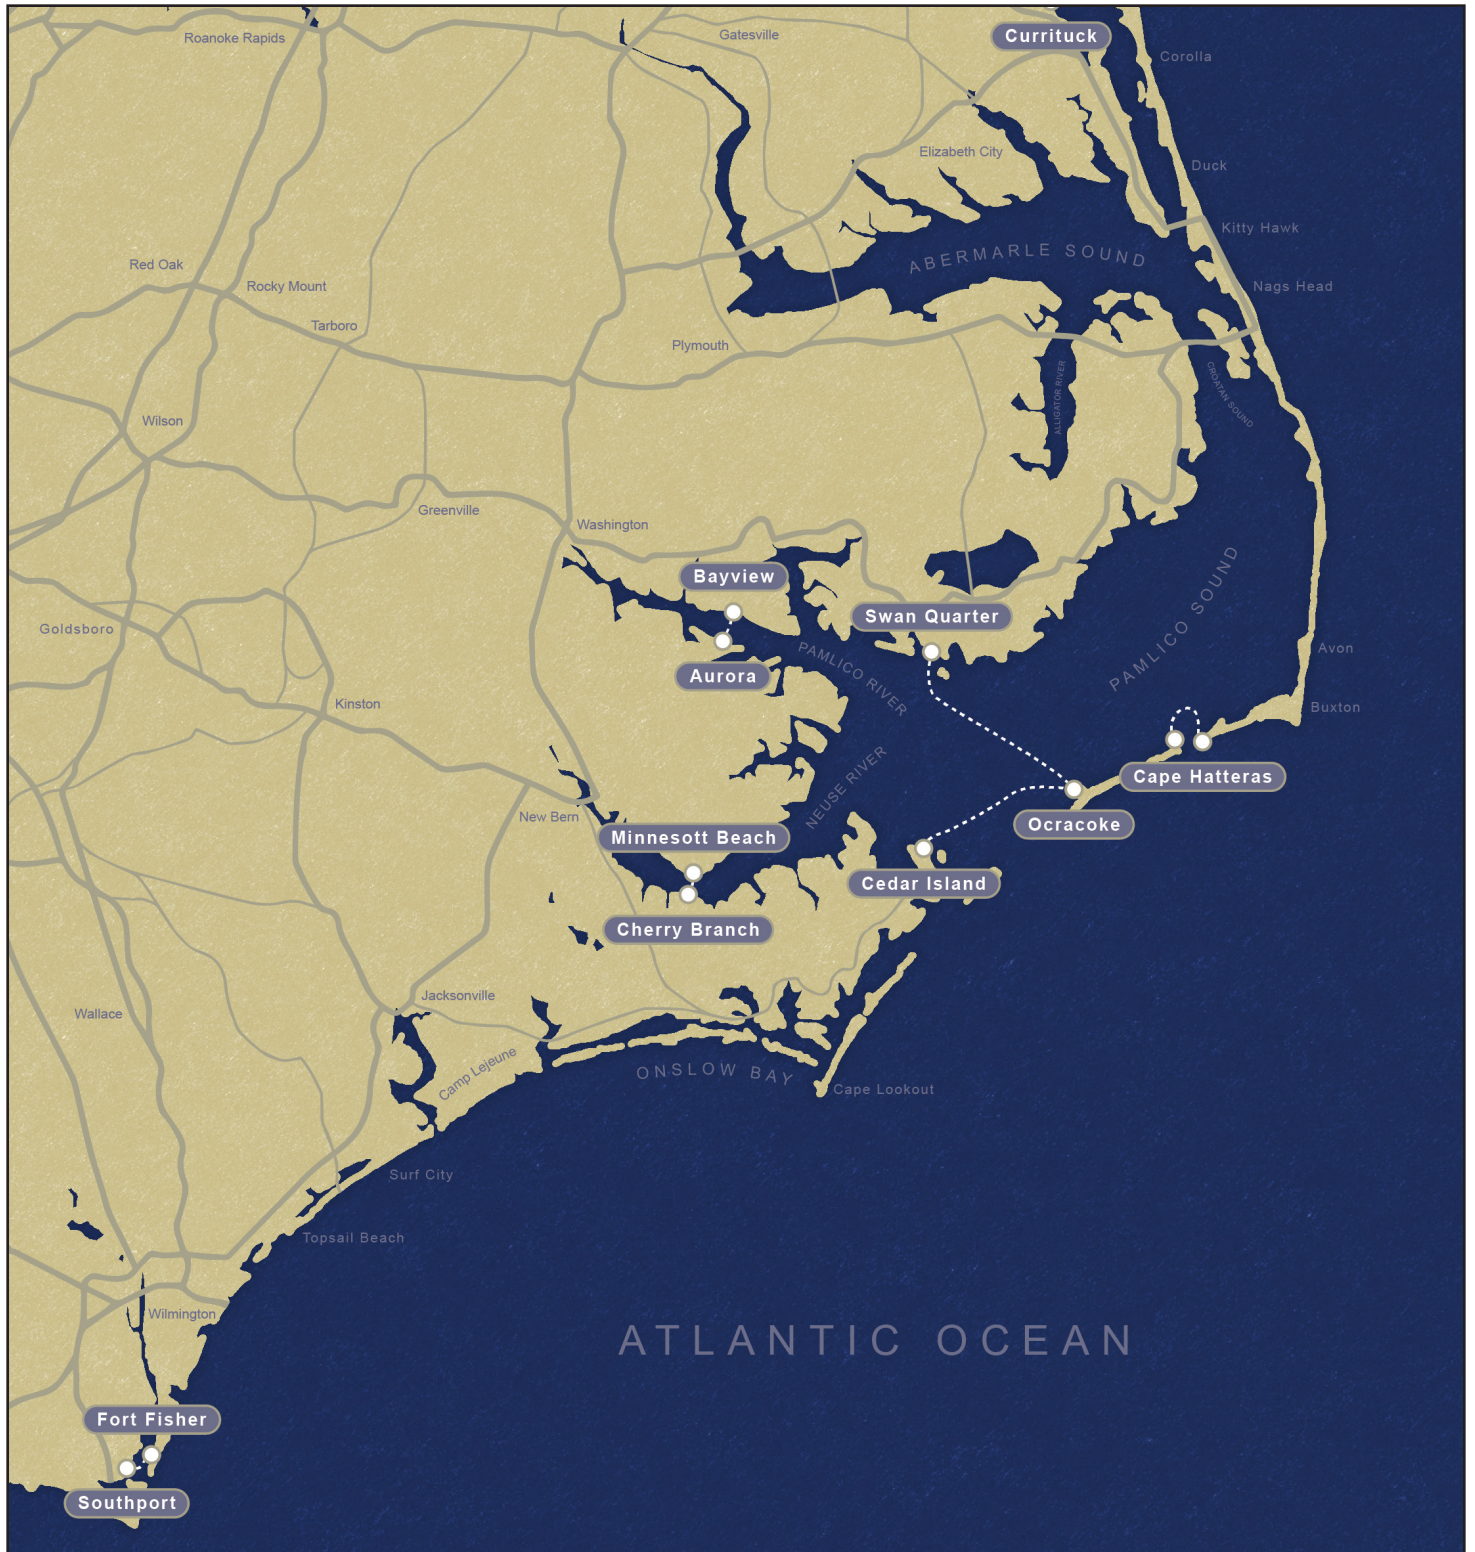 Currituck
Roanoke Rapids
Gatesville
Corolla
Elizabeth City
Duck
Kitty Hawk
ABERMARLE SOUND
Red Oak
Rocky Mount
Nags Head
Tarboro
Plymouth
ALLIGATOR RIVER
CROATAN SOUND
Wilson
Greenville
Washington
Bayview
Swan Quarter
PAMLICO SOUND
Goldsboro
Avon
Aurora
PAMLICO RIVER
Kinston
Buxton
Cape Hatteras
NEUSE RIVER
New Bern
Ocracoke
Minnesott Beach
Cedar Island
Cherry Branch
Jacksonville
Wallace
Camp Lejeune
ONSLOW BAY
Cape Lookout
Surf City
Topsail Beach
Wilmington
ATLANTIC OCEAN
Fort Fisher
Southport